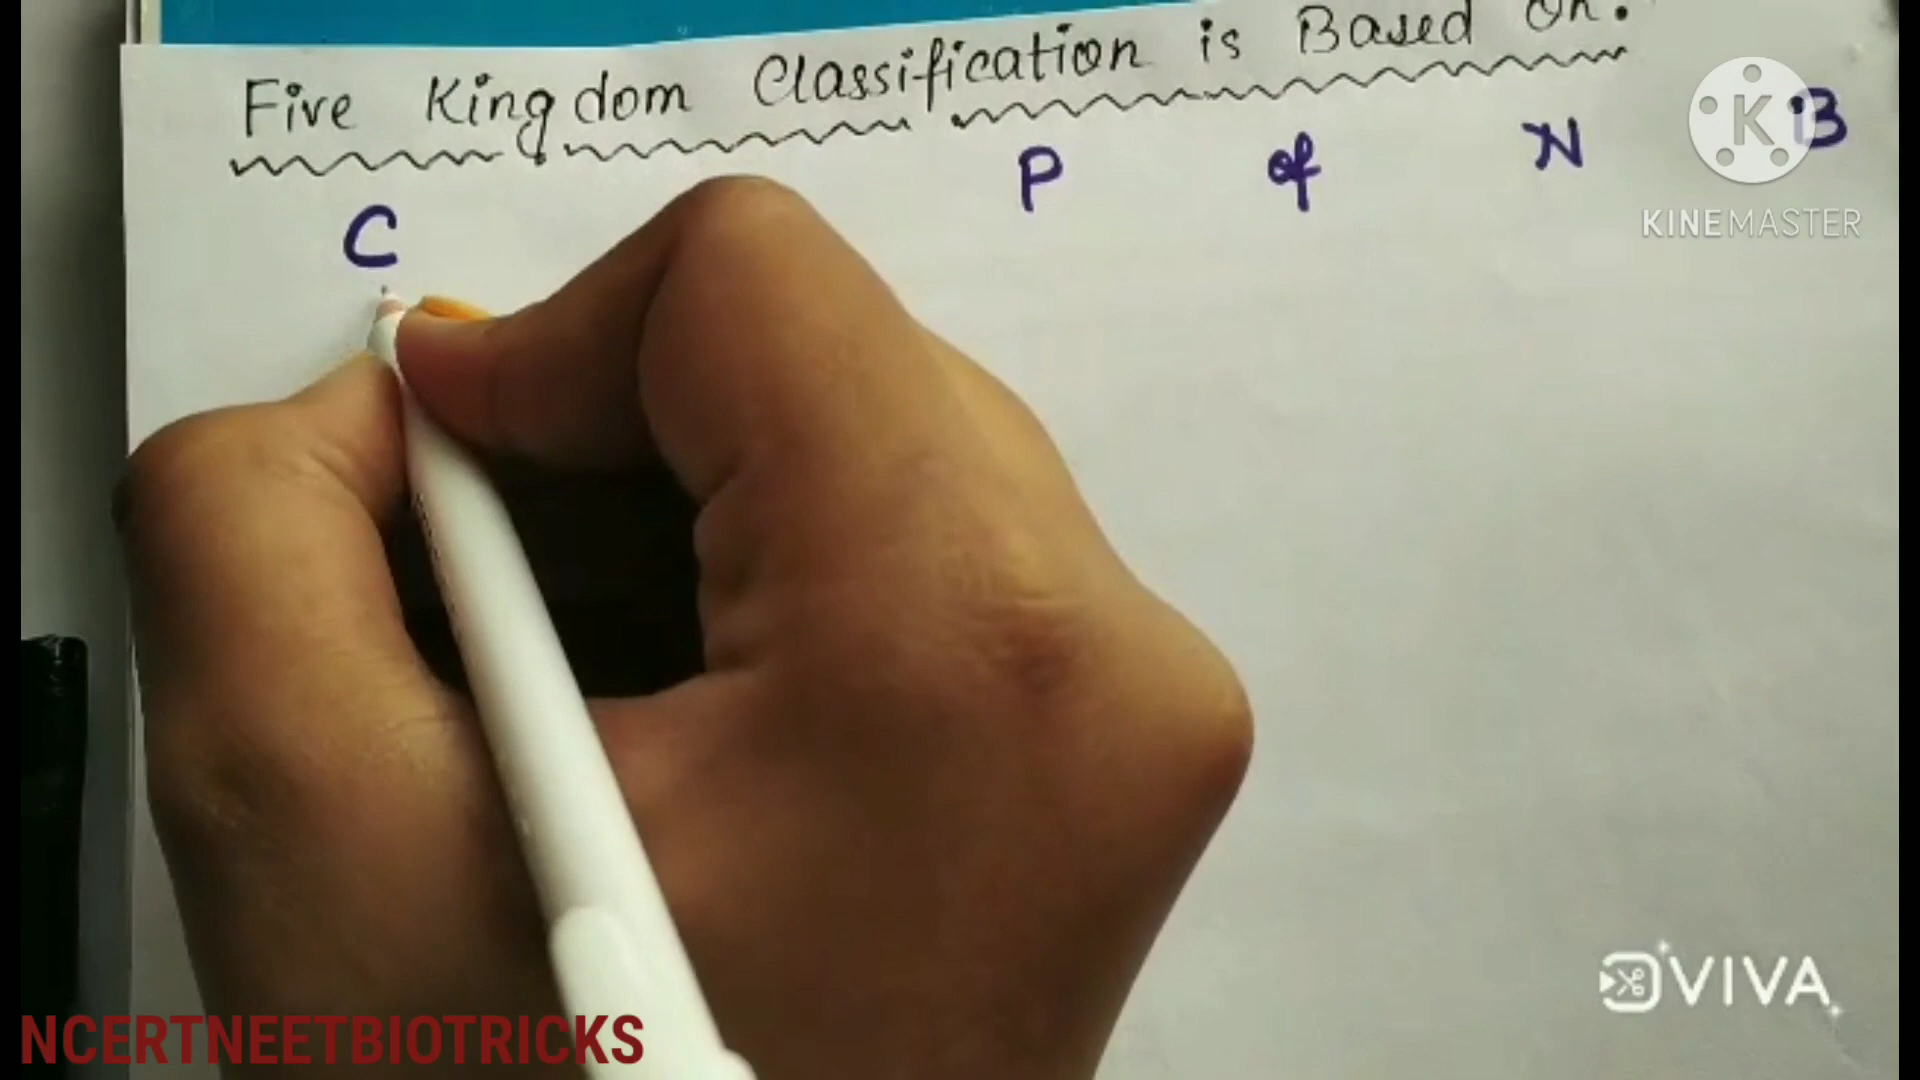 Five Kingdom Classification is Based on:
C P of N B
K
KINEMASTER
VIVA
NCERTNEETBIOTRICKS